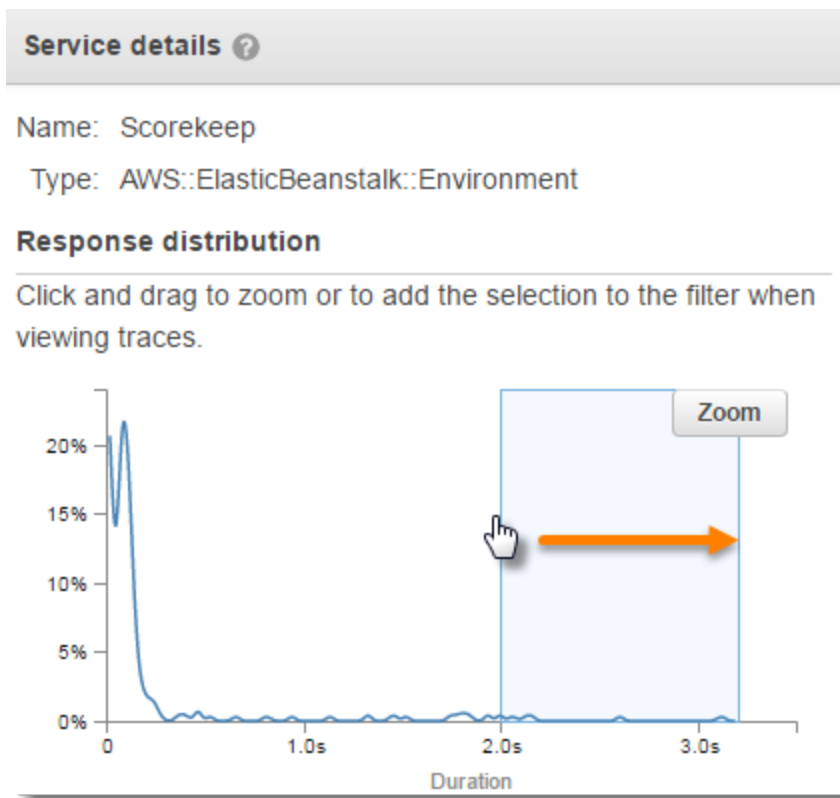 Service details ?
Name: Scorekeep
Type: AWS::ElasticBeanstalk::Environment
Response distribution
Click and drag to zoom or to add the selection to the filter when
viewing traces.
Zoom
20%
15%
10%
5%
0%
0 1.0s 2.0s 3.0s
Duration